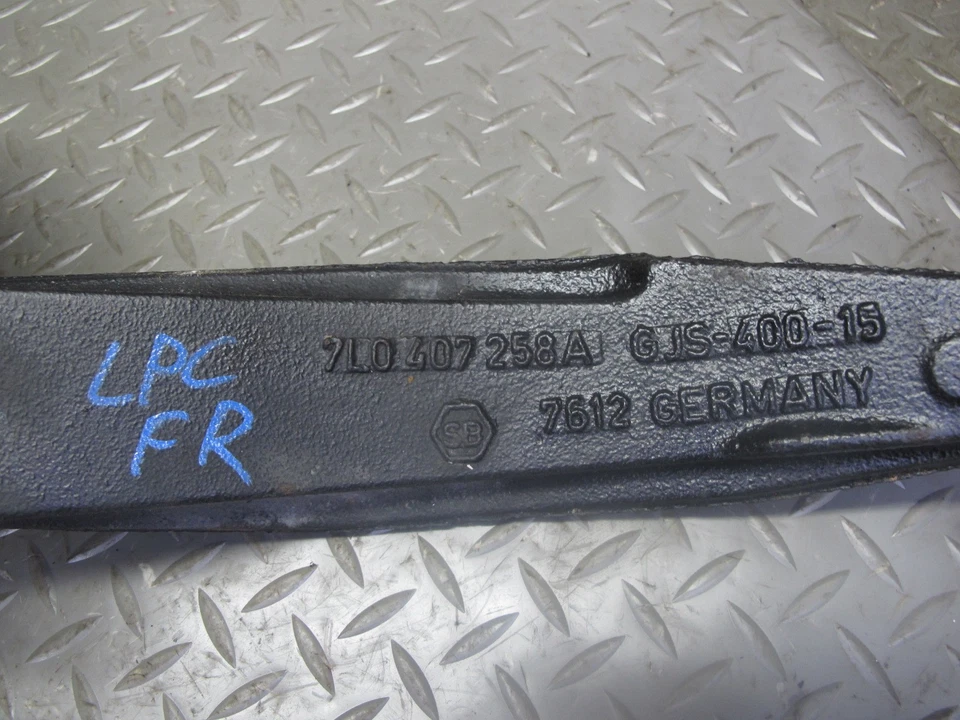 LPC
FR
7L0 407 258A GJS-400-15
7612 GERMANY
SB